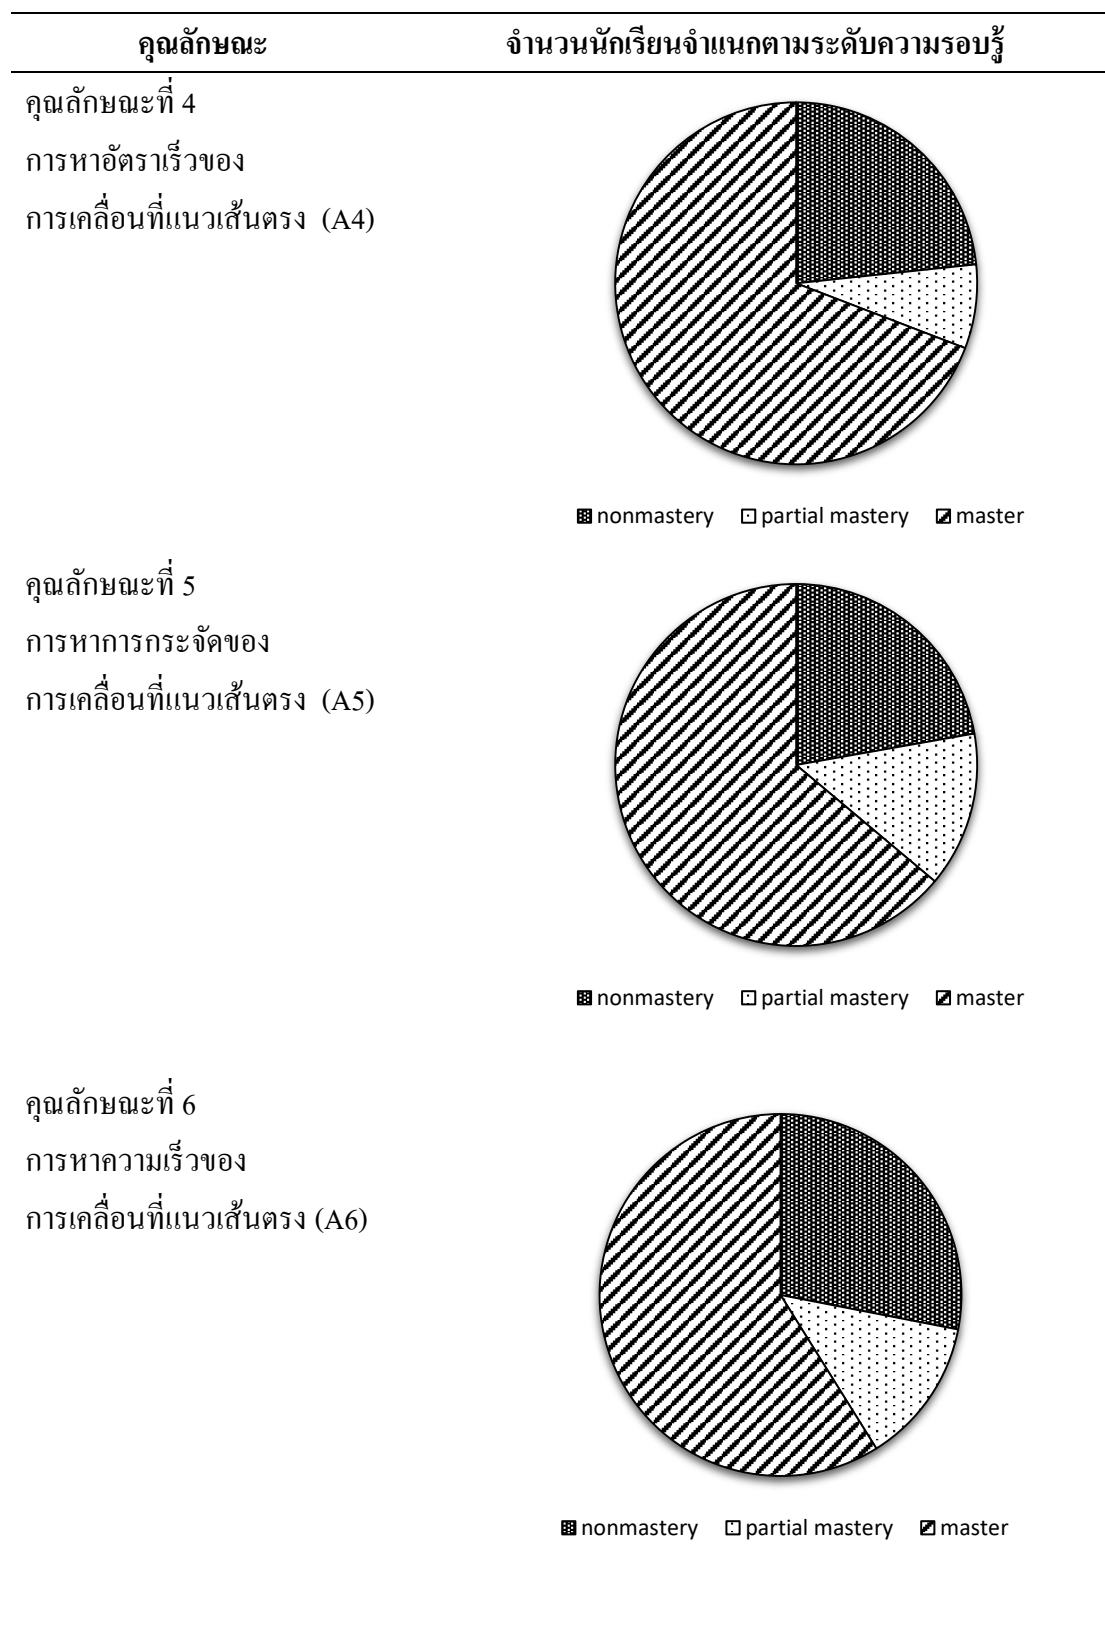 คุณลักษณะ จำนวนนักเรียนจำแนกตามระดับความรอบรู้
คุณลักษณะที่ 4
การหาอัตราเร็วของ
การเคลื่อนที่แนวเส้นตรง (A4)
nonmastery partial mastery master
คุณลักษณะที่ 5
การหาการกระจัดของ
การเคลื่อนที่แนวเส้นตรง (A5)
nonmastery partial mastery master
คุณลักษณะที่ 6
การหาความเร็วของ
การเคลื่อนที่แนวเส้นตรง (A6)
nonmastery partial mastery master